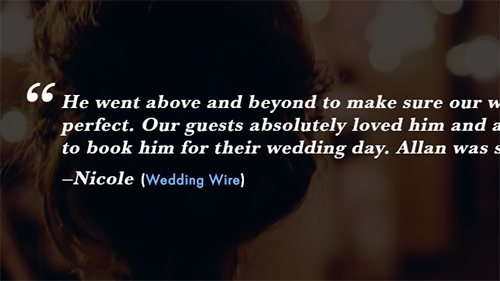 “ He went above and beyond to make sure our w
perfect. Our guests absolutely loved him and a
to book him for their wedding day. Allan was s
–Nicole (Wedding Wire)